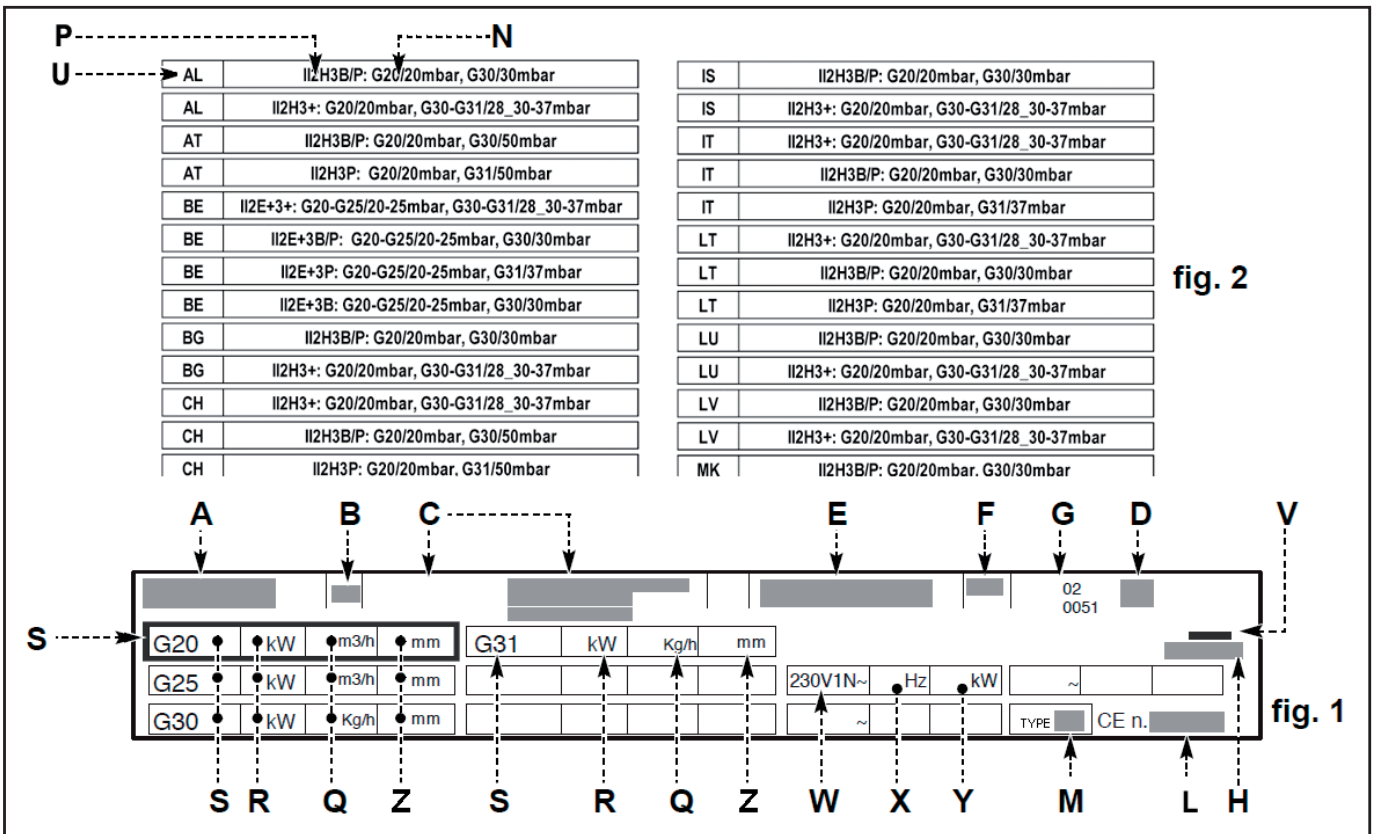 P N
U AL II2H3B/P: G20/20mbar, G30/30mbar
AL II2H3+: G20/20mbar, G30-G31/28_30-37mbar
AT II2H3B/P: G20/20mbar, G30/50mbar
AT II2H3P: G20/20mbar, G31/50mbar
BE II2E+3+: G20-G25/20-25mbar, G30-G31/28_30-37mbar
BE II2E+3B/P: G20-G25/20-25mbar, G30/30mbar
BE II2E+3P: G20-G25/20-25mbar, G31/37mbar
BE II2E+3B: G20-G25/20-25mbar, G30/30mbar
BG II2H3B/P: G20/20mbar, G30/30mbar
BG II2H3+: G20/20mbar, G30-G31/28_30-37mbar
CH II2H3+: G20/20mbar, G30-G31/28_30-37mbar
CH II2H3B/P: G20/20mbar, G30/50mbar
CH II2H3P: G20/20mbar, G31/50mbar
IS II2H3B/P: G20/20mbar, G30/30mbar
IS II2H3+: G20/20mbar, G30-G31/28_30-37mbar
IT II2H3+: G20/20mbar, G30-G31/28_30-37mbar
IT II2H3B/P: G20/20mbar, G30/30mbar
IT II2H3P: G20/20mbar, G31/37mbar
LT II2H3+: G20/20mbar, G30-G31/28_30-37mbar
LT II2H3B/P: G20/20mbar, G30/30mbar
LT II2H3P: G20/20mbar, G31/37mbar
LU II2H3B/P: G20/20mbar, G30/30mbar
LU II2H3+: G20/20mbar, G30-G31/28_30-37mbar
LV II2H3B/P: G20/20mbar, G30/30mbar
LV II2H3+: G20/20mbar, G30-G31/28_30-37mbar
MK II2H3B/P: G20/20mbar, G30/30mbar
fig. 2
A B C E F G D V
02
0051
S G20 kW m3/h mm G31 kW Kg/h mm
G25 kW m3/h mm 230V1N~ Hz kW ~
G30 kW Kg/h mm ~ TYPE CE n.
fig. 1
S R Q Z S R Q Z W X Y M L H